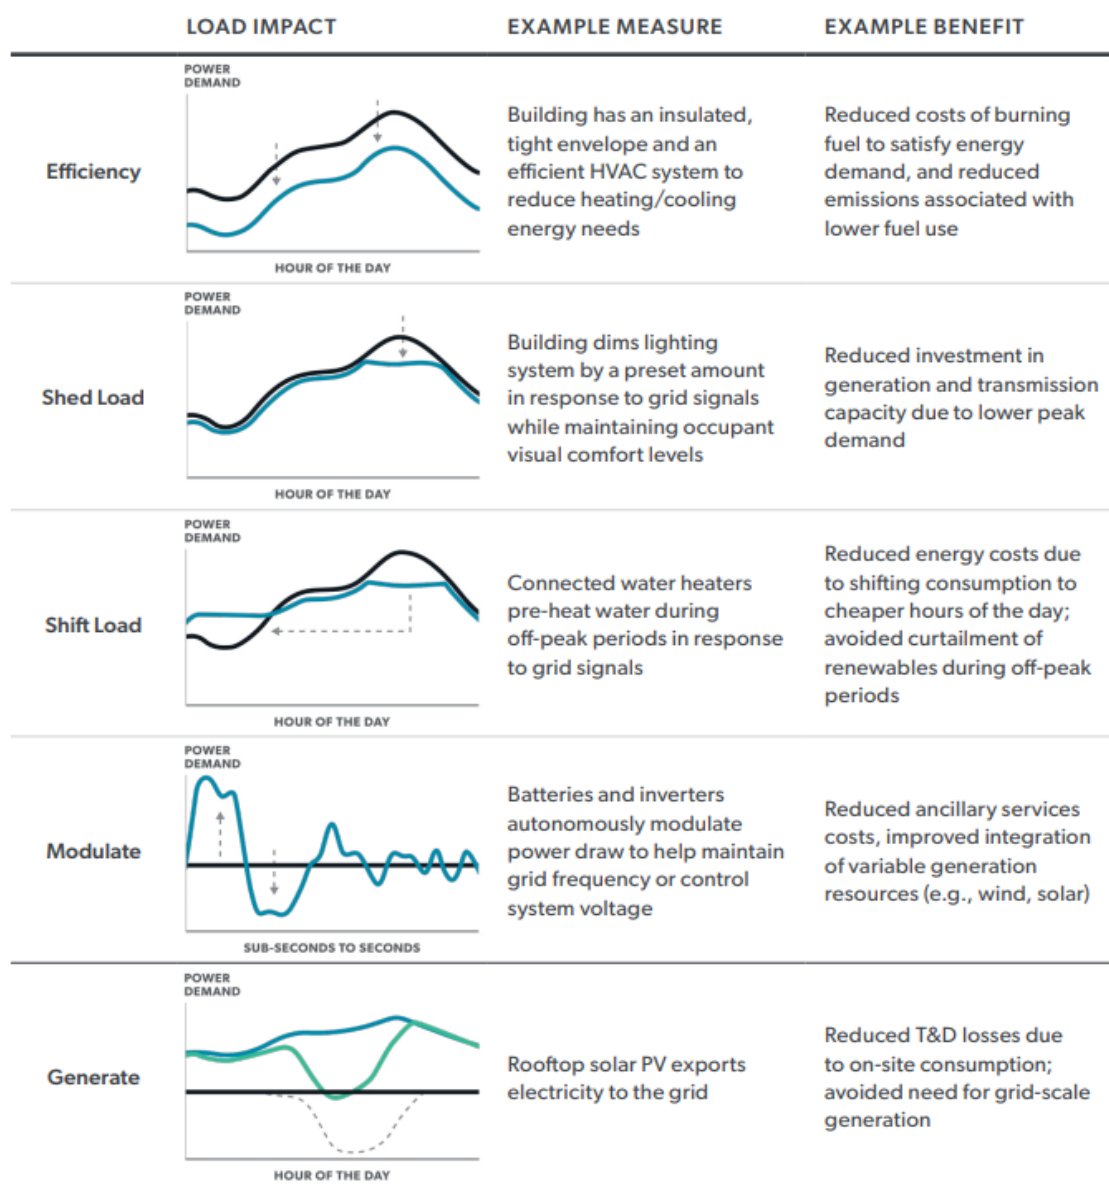 LOAD IMPACT EXAMPLE MEASURE EXAMPLE BENEFIT
Efficiency
POWER
DEMAND
HOUR OF THE DAY
Building has an insulated,
tight envelope and an
efficient HVAC system to
reduce heating/cooling
energy needs
Reduced costs of burning
fuel to satisfy energy
demand, and reduced
emissions associated with
lower fuel use
Shed Load
POWER
DEMAND
HOUR OF THE DAY
Building dims lighting
system by a preset amount
in response to grid signals
while maintaining occupant
visual comfort levels
Reduced investment in
generation and transmission
capacity due to lower peak
demand
Shift Load
POWER
DEMAND
HOUR OF THE DAY
Connected water heaters
pre-heat water during
off-peak periods in response
to grid signals
Reduced energy costs due
to shifting consumption to
cheaper hours of the day;
avoided curtailment of
renewables during off-peak
periods
Modulate
POWER
DEMAND
SUB-SECONDS TO SECONDS
Batteries and inverters
autonomously modulate
power draw to help maintain
grid frequency or control
system voltage
Reduced ancillary services
costs, improved integration
of variable generation
resources (e.g., wind, solar)
Generate
POWER
DEMAND
HOUR OF THE DAY
Rooftop solar PV exports
electricity to the grid
Reduced T&D losses due
to on-site consumption;
avoided need for grid-scale
generation